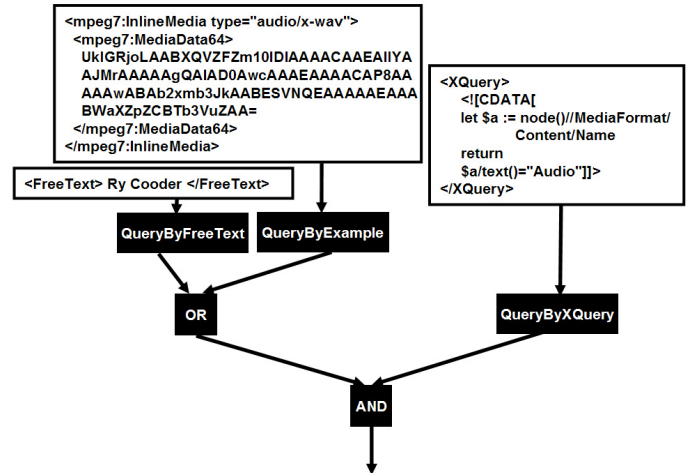 <mpeg7:InlineMedia type="audio/x-wav">
<mpeg7:MediaData64>
UklGRjoLAABXQVZFZm10IDIAAAACAAEAIlYA
AJMrAAAAAgQAIAD0AwcAAAEAAAACAP8AA
AAAwABAb2xmb3JkAABESVNQEAAAAAEAAA
BWaXZpZCBTb3VuZAA=
</mpeg7:MediaData64>
</mpeg7:InlineMedia>
<XQuery>
<![CDATA[
let $a := node()//MediaFormat/
Content/Name
return
$a/text()="Audio"]]>
</XQuery>
<FreeText> Ry Cooder </FreeText>
QueryByFreeText
QueryByExample
OR
QueryByXQuery
AND